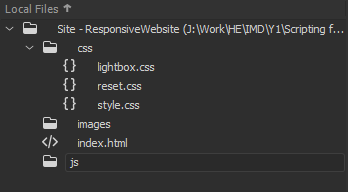 Local Files
Site - ResponsiveWebsite (J:\Work\HE\IMD\Y1\Scripting f...
css
{} lightbox.css
{} reset.css
{} style.css
images
</> index.html
js